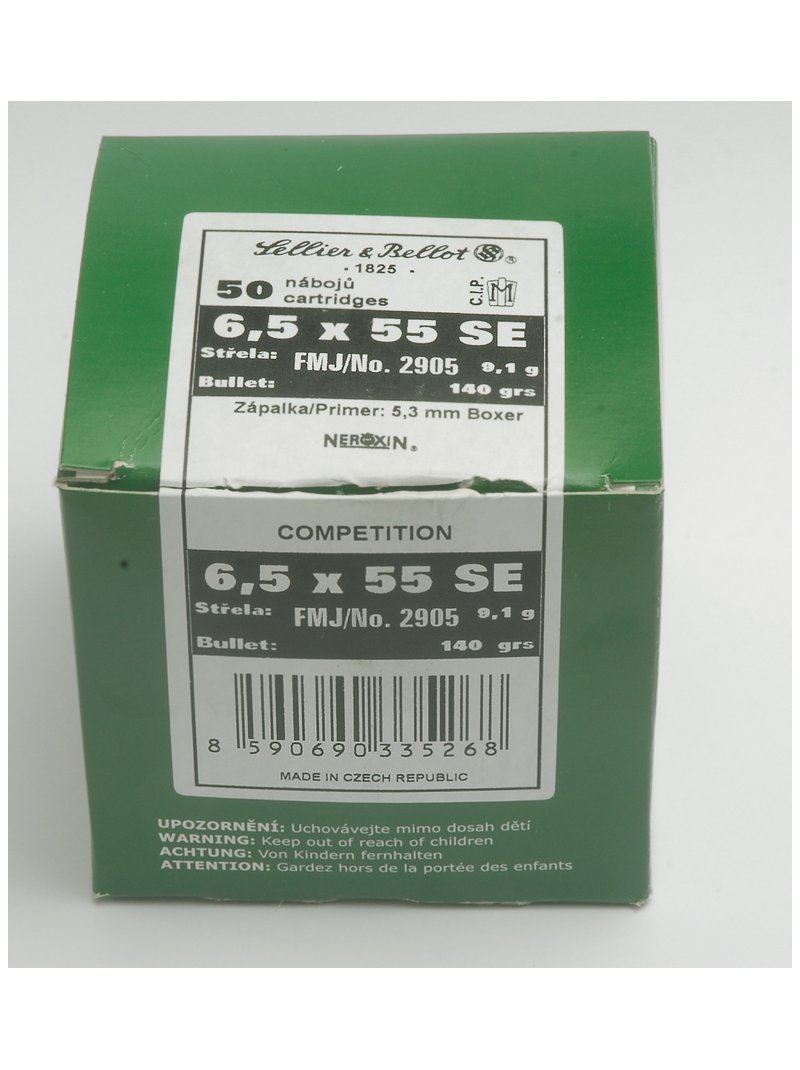 Sellier & Bellot ®
- 1825 -
50 nábojů
cartridges
C.I.P.
6,5 x 55 SE
Střela: FMJ/No. 2905 9,1 g
Bullet: 140 grs
Zápalka/Primer: 5,3 mm Boxer
NEROXIN®
COMPETITION
6,5 x 55 SE
Střela: FMJ/No. 2905 9,1 g
Bullet: 140 grs
8 590690 335268
MADE IN CZECH REPUBLIC
UPOZORNĚNÍ: Uchovávejte mimo dosah dětí
WARNING: Keep out of reach of children
ACHTUNG: Von Kindern fernhalten
ATTENTION: Gardez hors de la portée des enfants